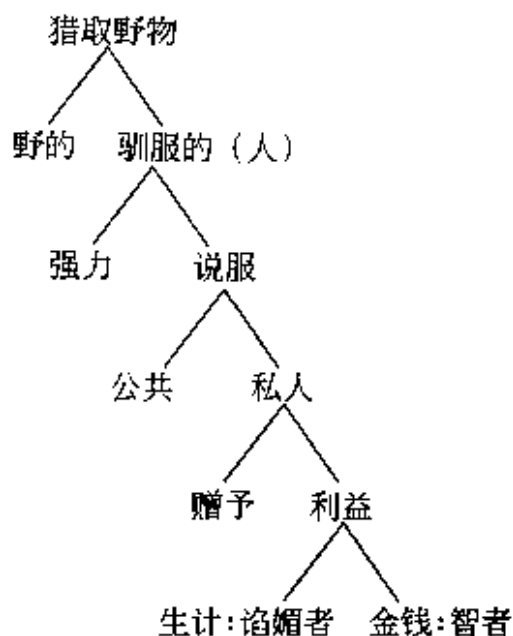 猎取野物
野的 驯服的（人）
强力 说服
公共 私人
赠予 利益
生计:谄媚者 金钱:智者